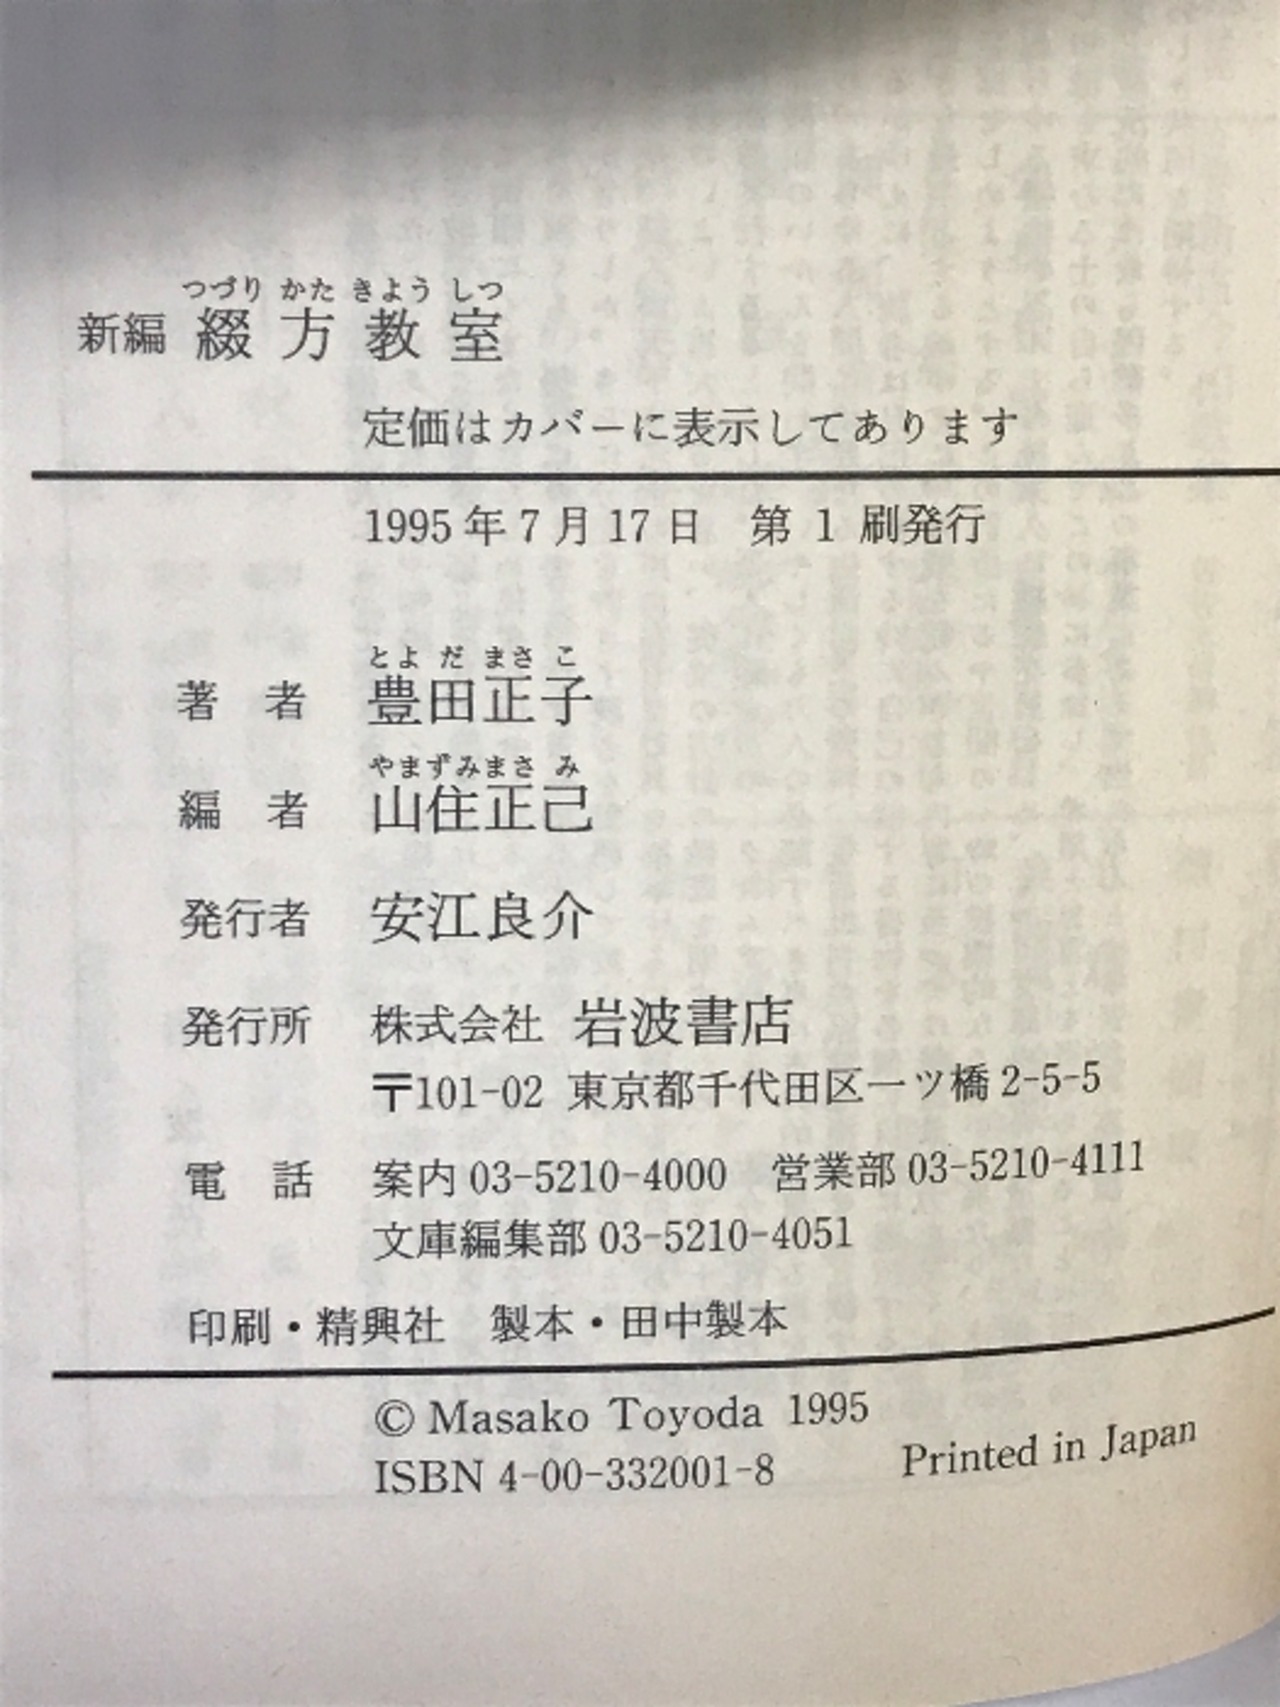 つづり かた きよう しつ
新編 綴方教室
定価はカバーに表示してあります
1995年7月17日 第1刷発行
とよ だ まさ こ
著者 豊田正子
やまずみまさ み
編者 山住正己
発行者 安江良介
発行所 株式会社 岩波書店
〒101-02 東京都千代田区一ツ橋2-5-5
電話 案内 03-5210-4000 営業部 03-5210-4111
文庫編集部 03-5210-4051
印刷・精興社 製本・田中製本
© Masako Toyoda 1995
ISBN 4-00-332001-8 Printed in Japan